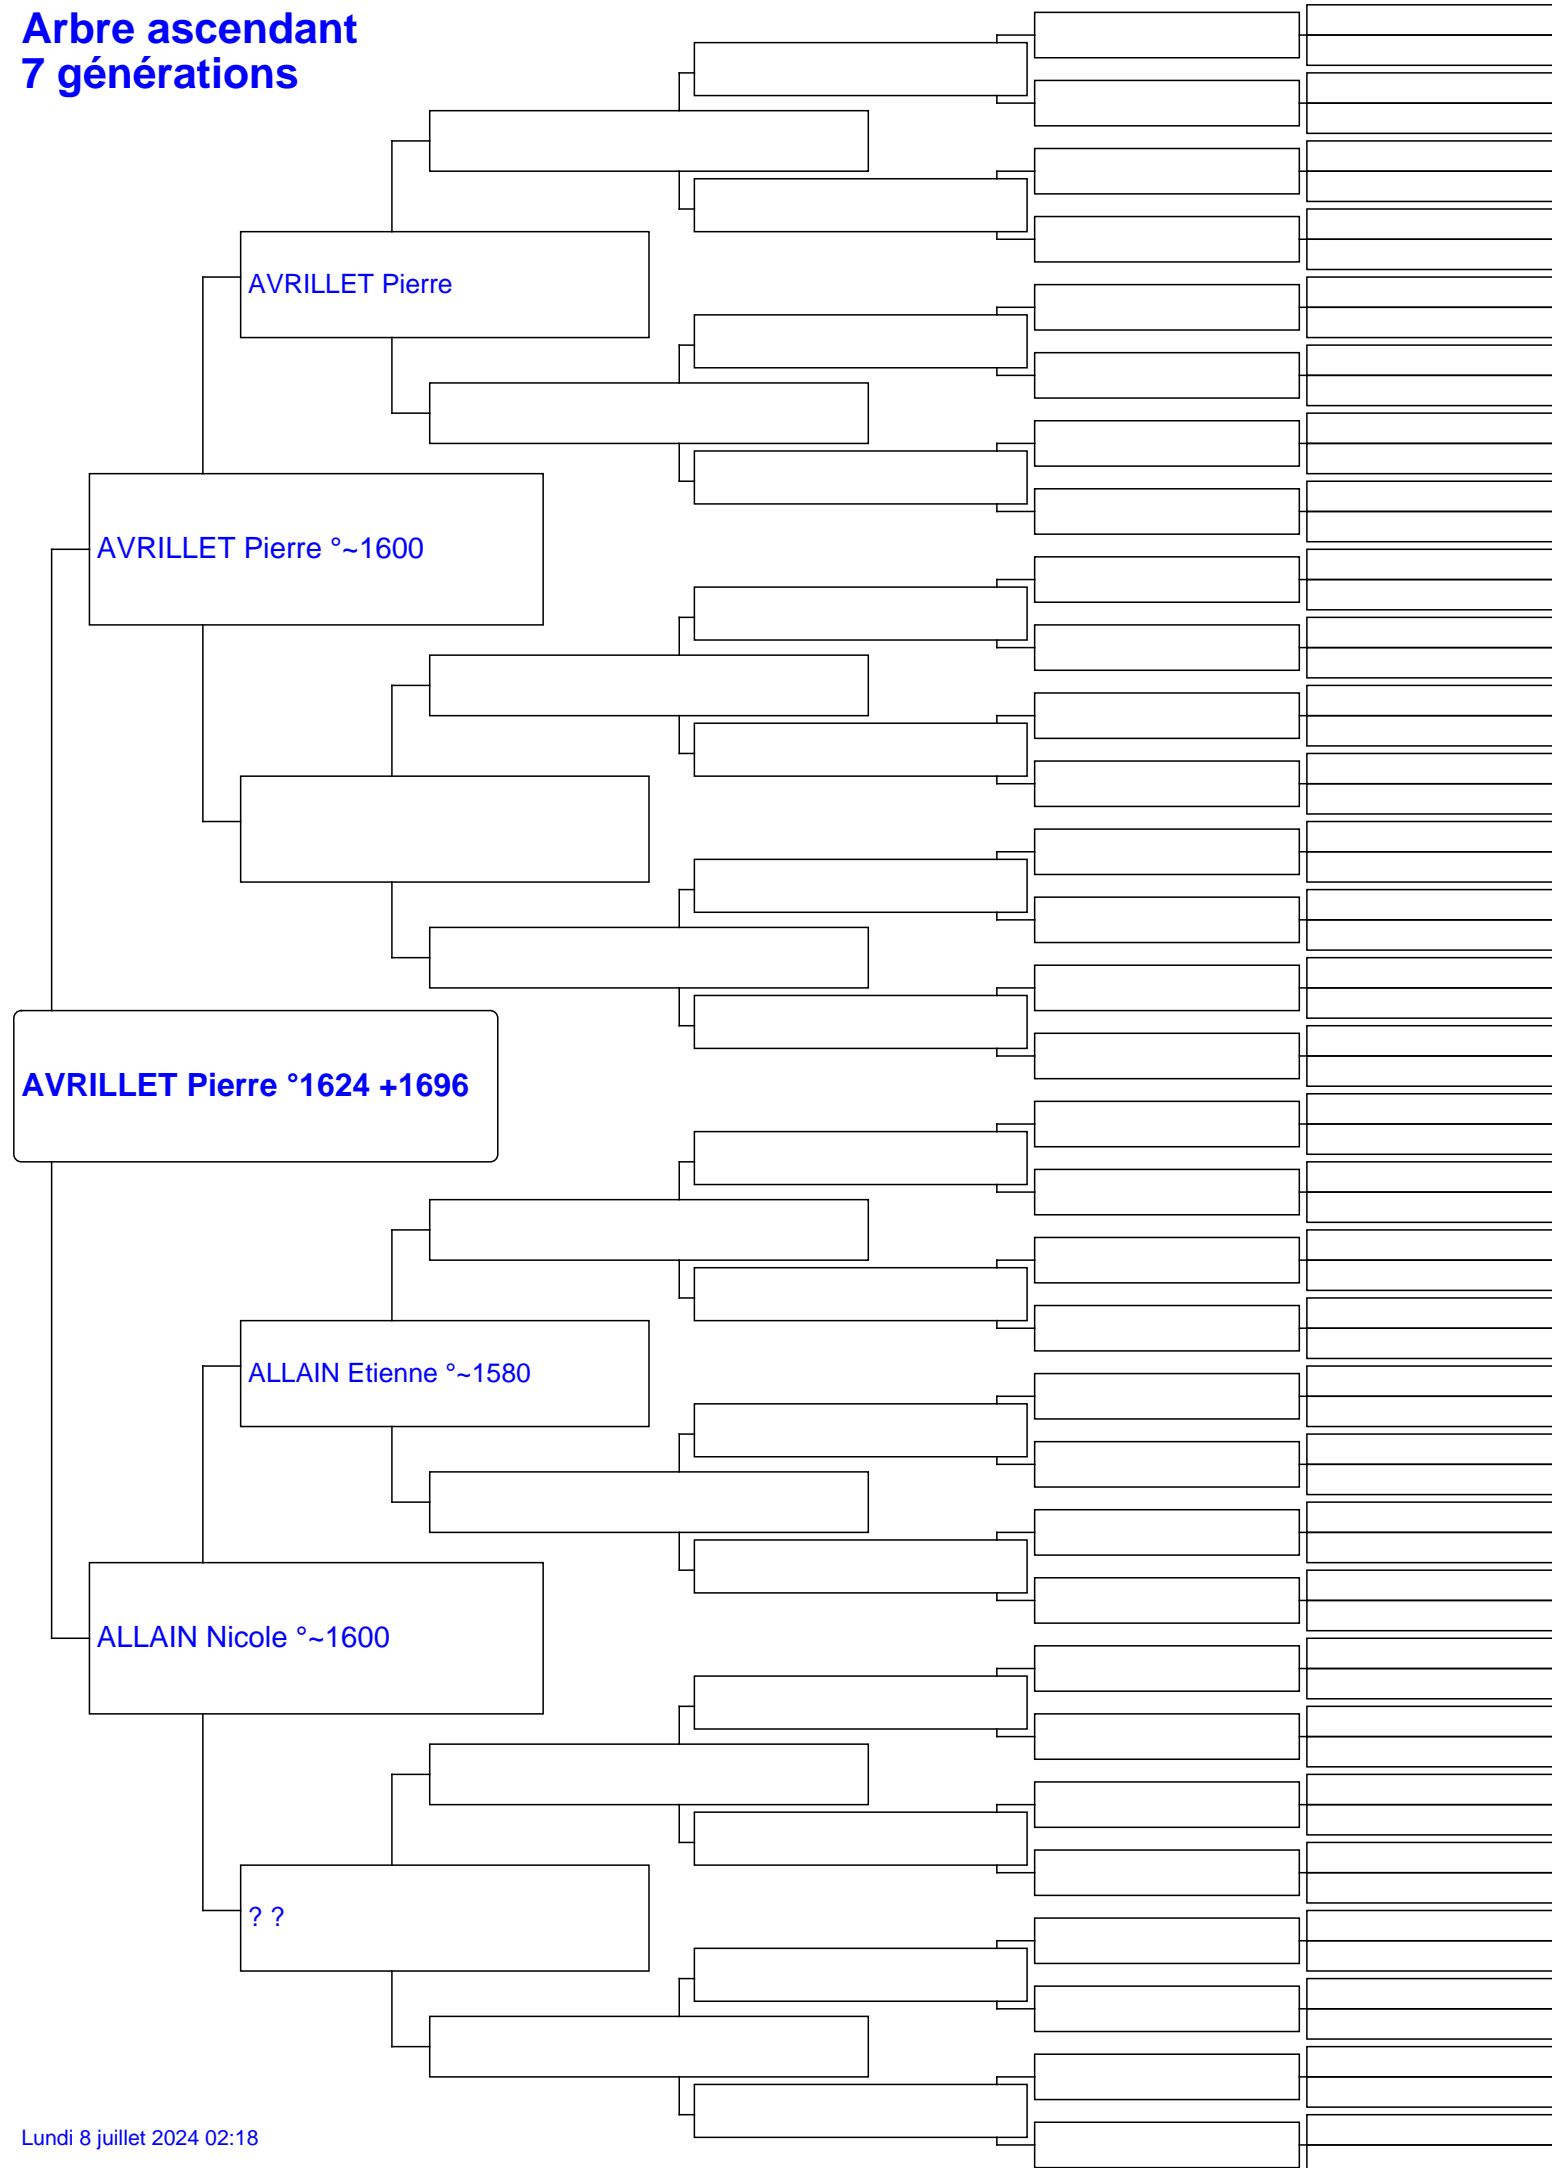 Arbre ascendant
7 générations
AVRILLET Pierre
AVRILLET Pierre °~1600
AVRILLET Pierre °1624 +1696
ALLAIN Etienne °~1580
ALLAIN Nicole °~1600
? ?
Lundi 8 juillet 2024 02:18